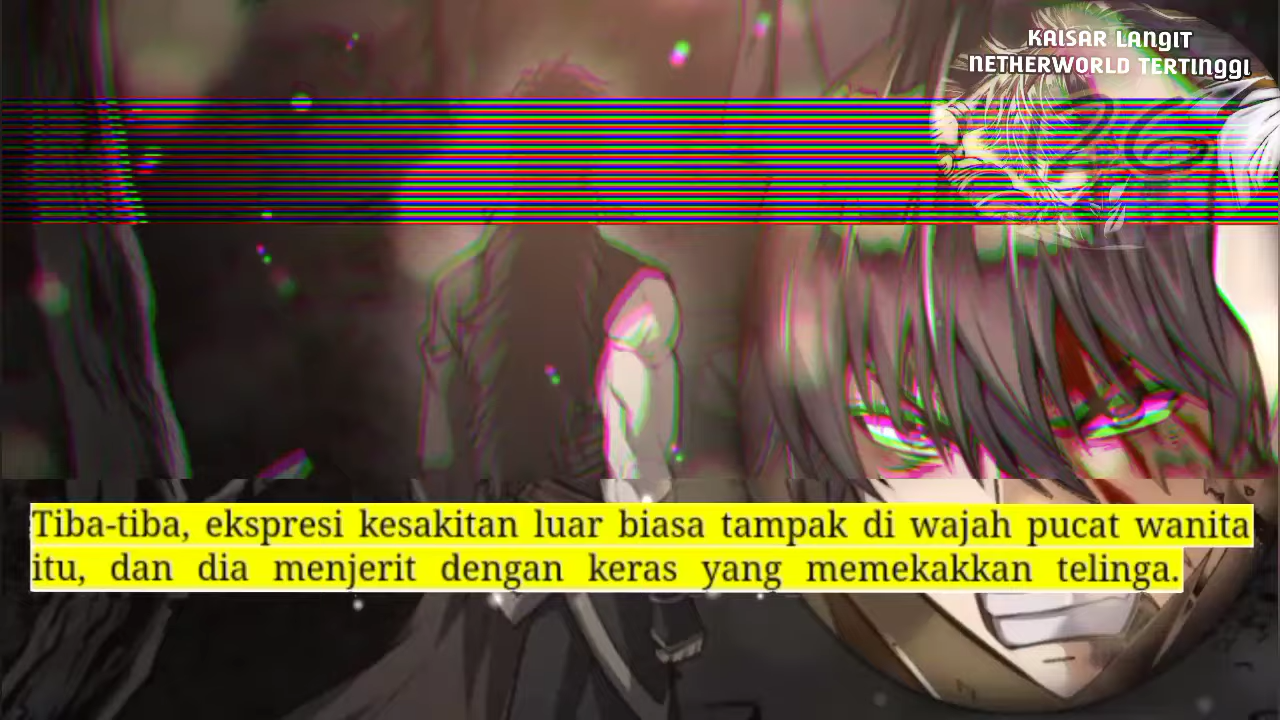 KAISAR LANGIT
NETHERWORLD TERTINGGI
26
Tiba-tiba, ekspresi kesakitan luar biasa tampak di wajah pucat wanita
itu, dan dia menjerit dengan keras yang memekakkan telinga.